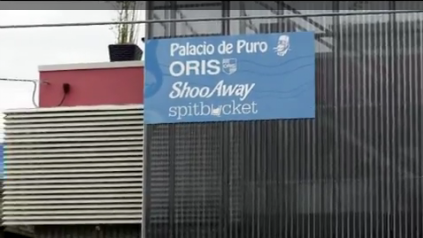 Palacio de Puro
ORIS
ShooAway
spitbucket